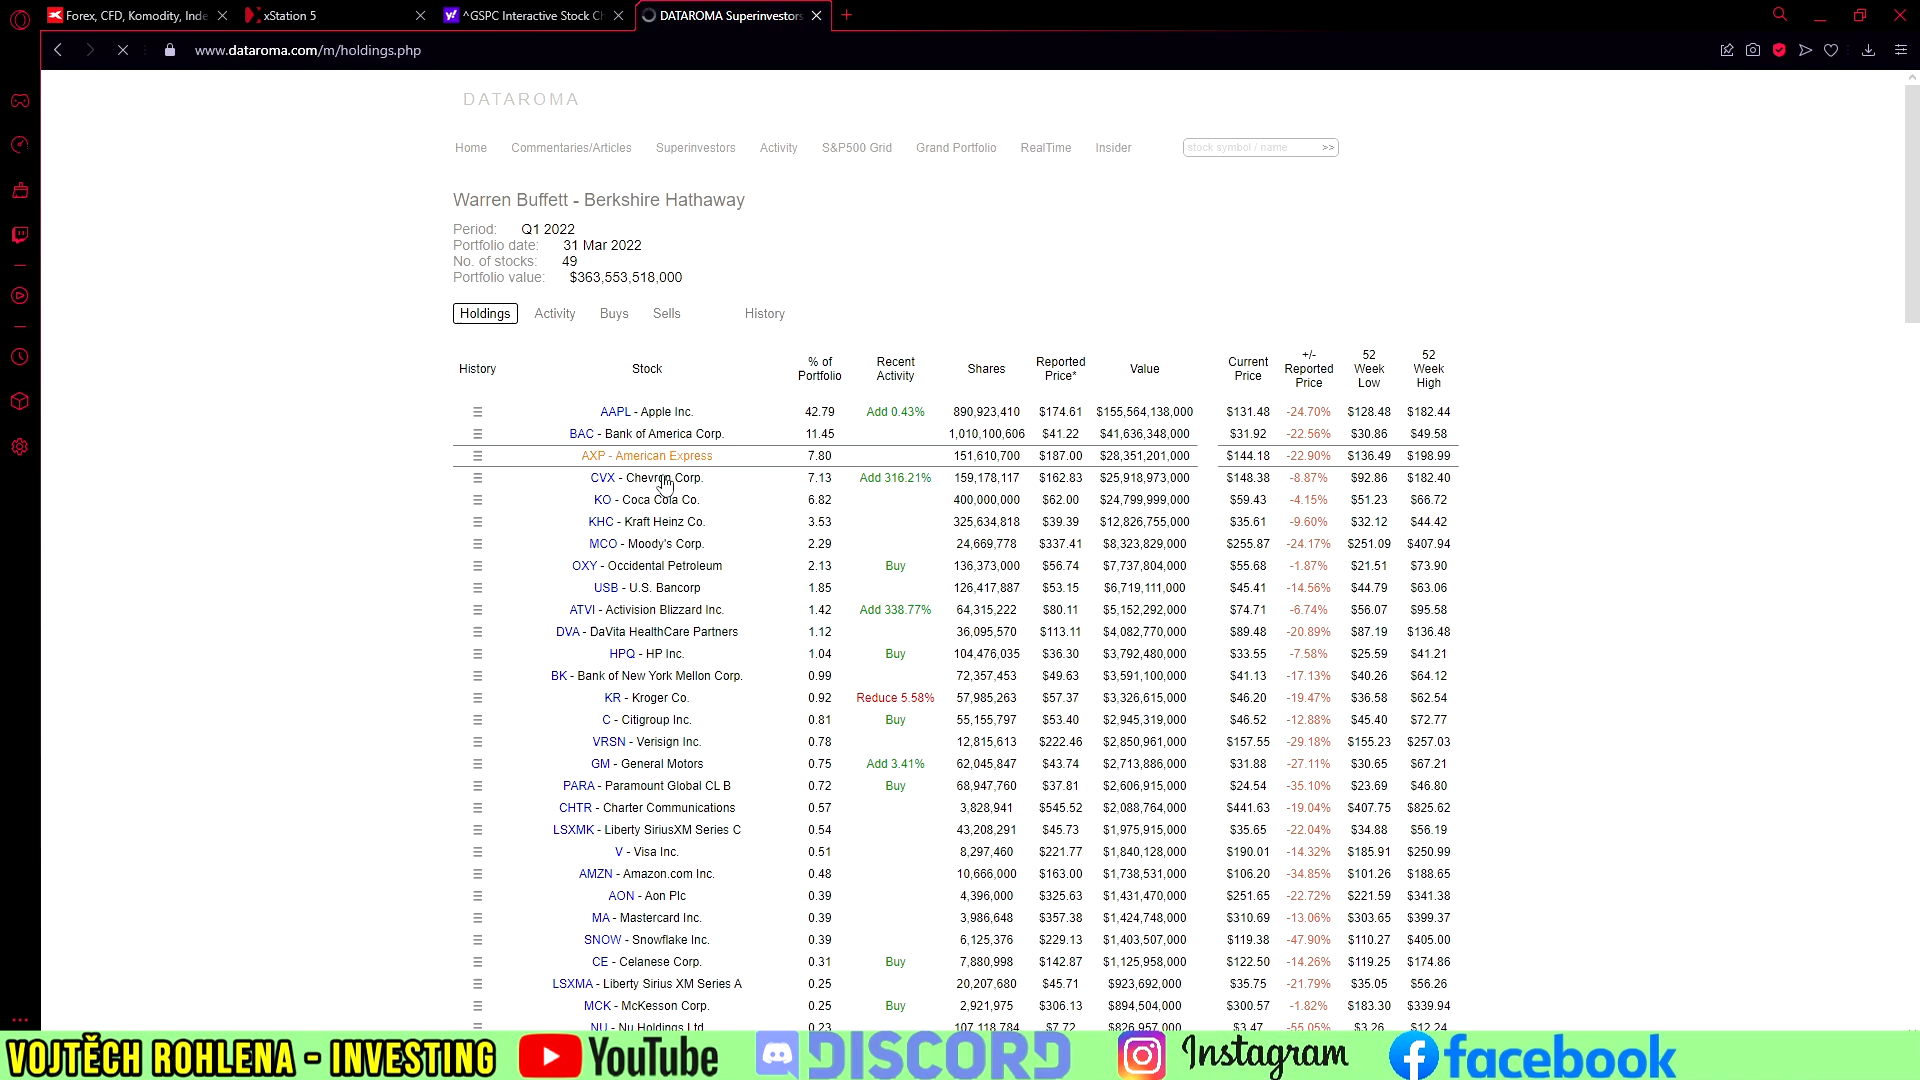 Forex, CFD, Komodity, Inde
xStation 5
^GSPC Interactive Stock Ch
DATAROMA Superinvestors
www.dataroma.com/m/holdings.php
DATAROMA
Home Commentaries/Articles Superinvestors Activity S&P500 Grid Grand Portfolio RealTime Insider stock symbol / name >>
Warren Buffett - Berkshire Hathaway
Period: Q1 2022
Portfolio date: 31 Mar 2022
No. of stocks: 49
Portfolio value: $363,553,518,000
Holdings Activity Buys Sells History
History Stock % of Portfolio Recent Activity Shares Reported Price* Value Current Price +/- Reported Price 52 Week Low 52 Week High
≡ AAPL - Apple Inc. 42.79 Add 0.43% 890,923,410 $174.61 $155,564,138,000 $131.48 -24.70% $128.48 $182.44
≡ BAC - Bank of America Corp. 11.45 1,010,100,606 $41.22 $41,636,348,000 $31.92 -22.56% $30.86 $49.58
≡ AXP - American Express 7.80 151,610,700 $187.00 $28,351,201,000 $144.18 -22.90% $136.49 $198.99
≡ CVX - Chevron Corp. 7.13 Add 316.21% 159,178,117 $162.83 $25,918,973,000 $148.38 -8.87% $92.86 $182.40
≡ KO - Coca Cola Co. 6.82 400,000,000 $62.00 $24,799,999,000 $59.43 -4.15% $51.23 $66.72
≡ KHC - Kraft Heinz Co. 3.53 325,634,818 $39.39 $12,826,755,000 $35.61 -9.60% $32.12 $44.42
≡ MCO - Moody's Corp. 2.29 24,669,778 $337.41 $8,323,829,000 $255.87 -24.17% $251.09 $407.94
≡ OXY - Occidental Petroleum 2.13 Buy 136,373,000 $56.74 $7,737,804,000 $55.68 -1.87% $21.51 $73.90
≡ USB - U.S. Bancorp 1.85 126,417,887 $53.15 $6,719,111,000 $45.41 -14.56% $44.79 $63.06
≡ ATVI - Activision Blizzard Inc. 1.42 Add 338.77% 64,315,222 $80.11 $5,152,292,000 $74.71 -6.74% $56.07 $95.58
≡ DVA - DaVita HealthCare Partners 1.12 36,095,570 $113.11 $4,082,770,000 $89.48 -20.89% $87.19 $136.48
≡ HPQ - HP Inc. 1.04 Buy 104,476,035 $36.30 $3,792,480,000 $33.55 -7.58% $25.59 $41.21
≡ BK - Bank of New York Mellon Corp. 0.99 72,357,453 $49.63 $3,591,100,000 $41.13 -17.13% $40.26 $64.12
≡ KR - Kroger Co. 0.92 Reduce 5.58% 57,985,263 $57.37 $3,326,615,000 $46.20 -19.47% $36.58 $62.54
≡ C - Citigroup Inc. 0.81 Buy 55,155,797 $53.40 $2,945,319,000 $46.52 -12.88% $45.40 $72.77
≡ VRSN - Verisign Inc. 0.78 12,815,613 $222.46 $2,850,961,000 $157.55 -29.18% $155.23 $257.03
≡ GM - General Motors 0.75 Add 3.41% 62,045,847 $43.74 $2,713,886,000 $31.88 -27.11% $30.65 $67.21
≡ PARA - Paramount Global CL B 0.72 Buy 68,947,760 $37.81 $2,606,915,000 $24.54 -35.10% $23.69 $46.80
≡ CHTR - Charter Communications 0.57 3,828,941 $545.52 $2,088,764,000 $441.63 -19.04% $407.75 $825.62
≡ LSXMK - Liberty SiriusXM Series C 0.54 43,208,291 $45.73 $1,975,915,000 $35.65 -22.04% $34.88 $56.19
≡ V - Visa Inc. 0.51 8,297,460 $221.77 $1,840,128,000 $190.01 -14.32% $185.91 $250.99
≡ AMZN - Amazon.com Inc. 0.48 10,666,000 $163.00 $1,738,531,000 $106.20 -34.85% $101.26 $188.65
≡ AON - Aon Plc 0.39 4,396,000 $325.63 $1,431,470,000 $251.65 -22.72% $221.59 $341.38
≡ MA - Mastercard Inc. 0.39 3,986,648 $357.38 $1,424,748,000 $310.69 -13.06% $303.65 $399.37
≡ SNOW - Snowflake Inc. 0.39 6,125,376 $229.13 $1,403,507,000 $119.38 -47.90% $110.27 $405.00
≡ CE - Celanese Corp. 0.31 Buy 7,880,998 $142.87 $1,125,958,000 $122.50 -14.26% $119.25 $174.86
≡ LSXMA - Liberty Sirius XM Series A 0.25 20,207,680 $45.71 $923,692,000 $35.75 -21.79% $35.05 $56.26
≡ MCK - McKesson Corp. 0.25 Buy 2,921,975 $306.13 $894,504,000 $300.57 -1.82% $183.30 $339.94
≡ NU - Nu Holdings Ltd. 0.23 107,118,784 $7.72 $826,957,000 $3.47 -55.05% $3.26 $12.24
VOJTĚCH ROHLENA - INVESTING YouTube DISCORD Instagram facebook